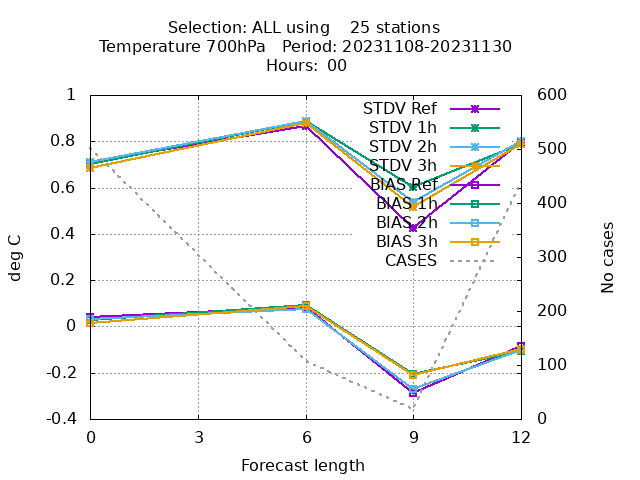 Selection: ALL using    25 stations
Temperature 700hPa   Period: 20231108-20231130
Hours:  00
1
0.8
0.6
0.4
0.2
0
-0.2
-0.4
600
500
400
300
200
100
0
0
3
6
9
12
deg C
No cases
Forecast length
STDV Ref
STDV 1h
STDV 2h
STDV 3h
BIAS Ref
BIAS 1h
BIAS 2h
BIAS 3h
CASES